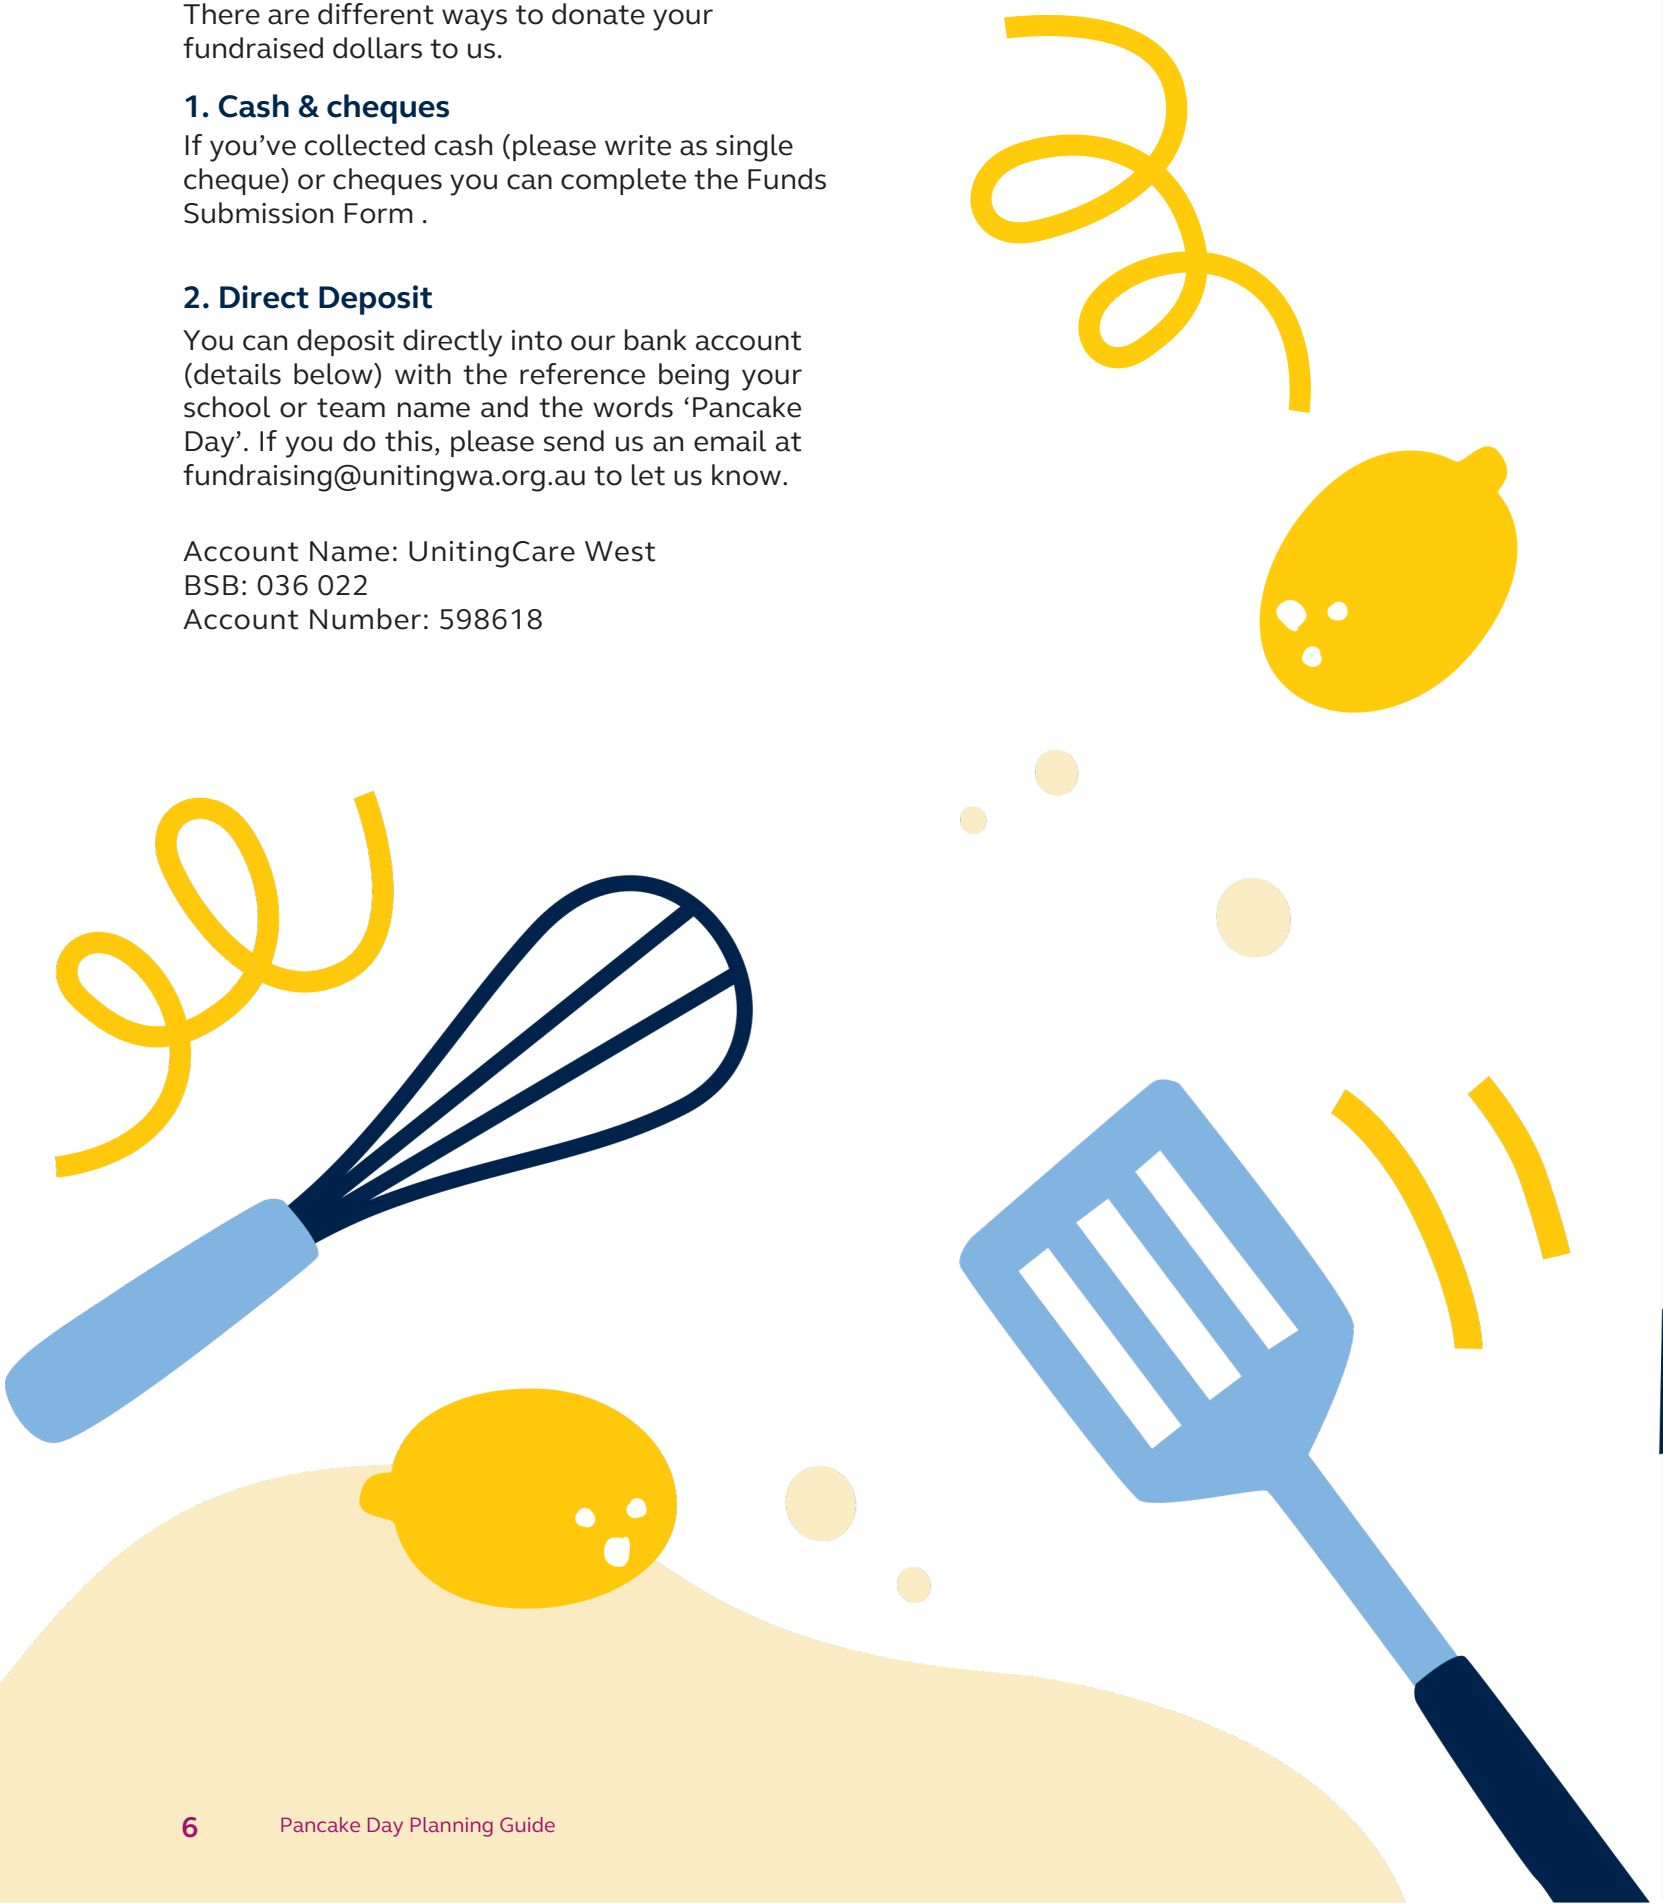 There are different ways to donate your
fundraised dollars to us.
1. Cash & cheques
If you’ve collected cash (please write as single
cheque) or cheques you can complete the Funds
Submission Form .
2. Direct Deposit
You can deposit directly into our bank account
(details below) with the reference being your
school or team name and the words ‘Pancake
Day’. If you do this, please send us an email at
fundraising@unitingwa.org.au to let us know.
Account Name: UnitingCare West
BSB: 036 022
Account Number: 598618
6 Pancake Day Planning Guide